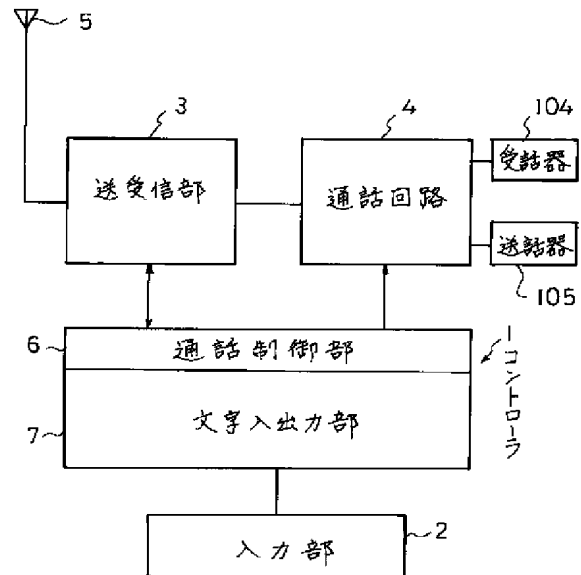 5
3
4
104
送受信部
通話回路
受話器
送話器
105
6
通話制御部
1コントローラ
7
文字入出力部
2
入力部